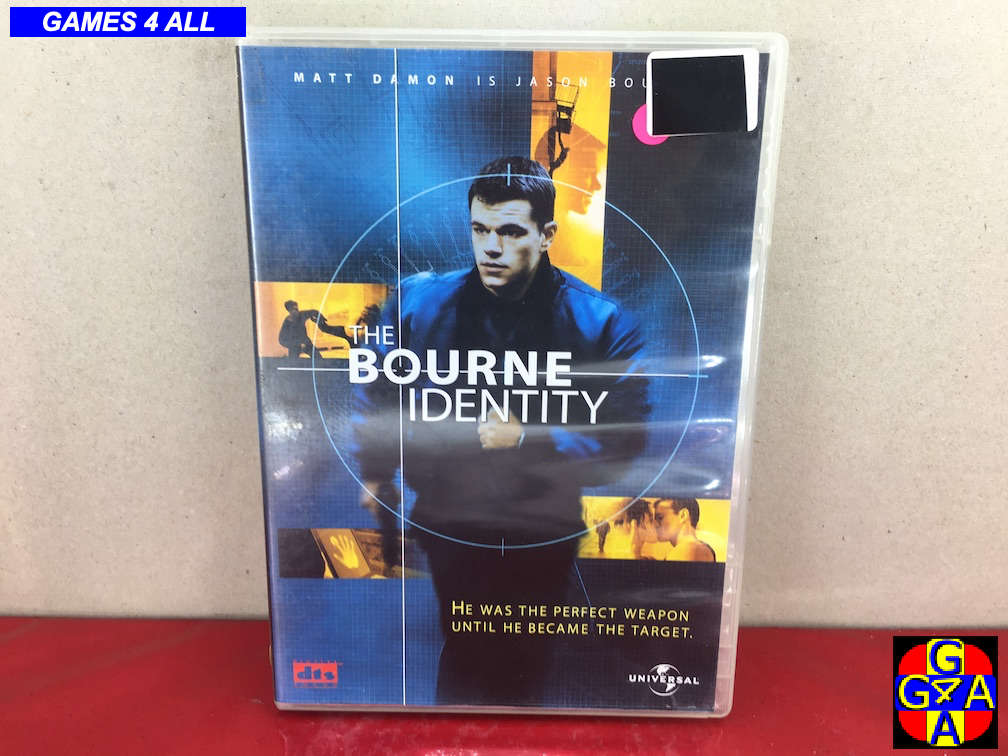 GAMES 4 ALL
MATT DAMON IS JASON BOU
THE
BOURNE
IDENTITY
HE WAS THE PERFECT WEAPON
UNTIL HE BECAME THE TARGET.
dts
UNIVERSAL
G
G4A
A